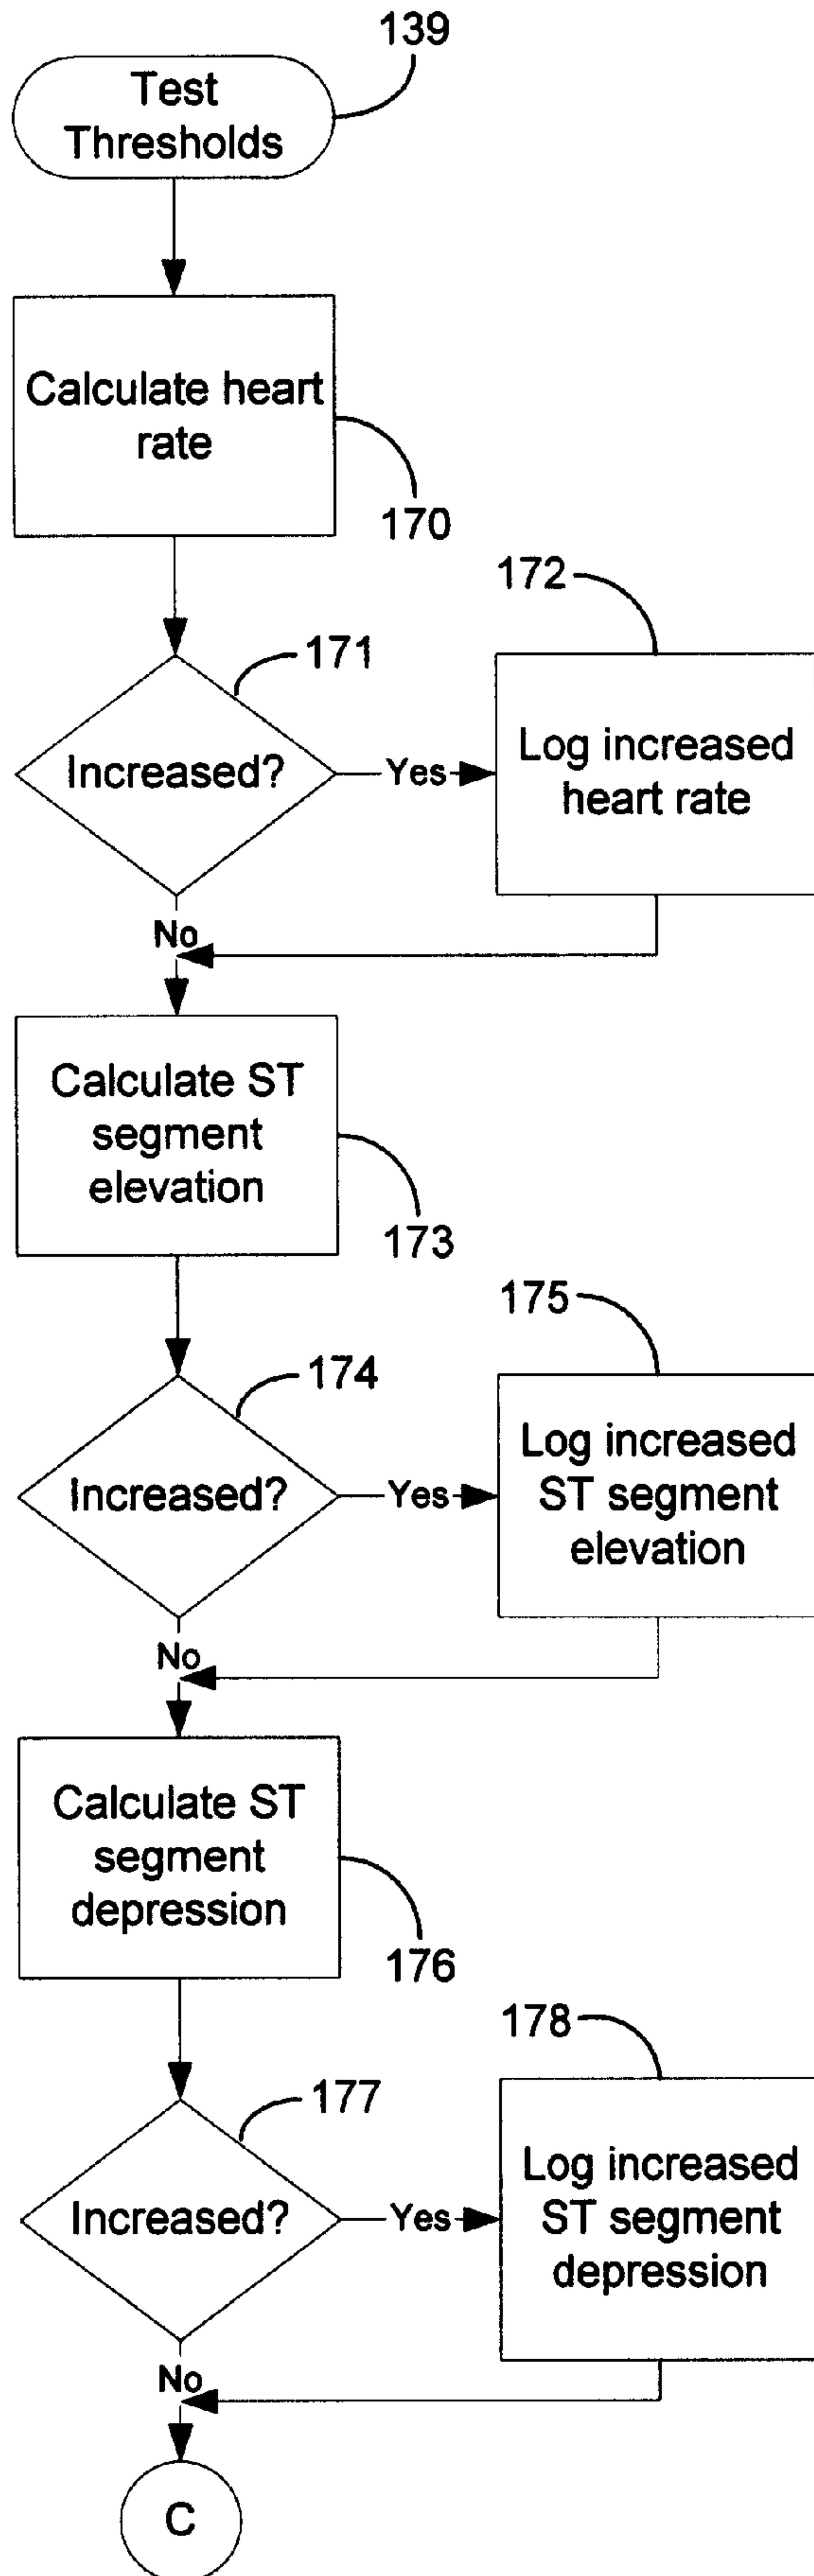 139
Test
Thresholds
Calculate heart
rate
170
171
Increased?
Yes
172
Log increased
heart rate
No
Calculate ST
segment
elevation
173
174
Increased?
Yes
175
Log increased
ST segment
elevation
No
Calculate ST
segment
depression
176
177
Increased?
Yes
178
Log increased
ST segment
depression
No
C